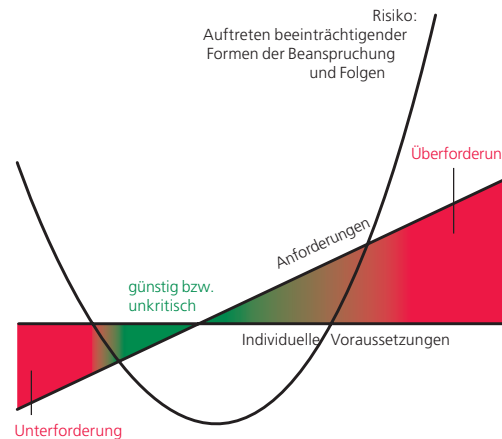 Risiko:
Auftreten beeinträchtigender
Formen der Beanspruchung
und Folgen
Überforderun
Anforderungen
günstig bzw.
unkritisch
Individuelle Voraussetzungen
Unterforderung